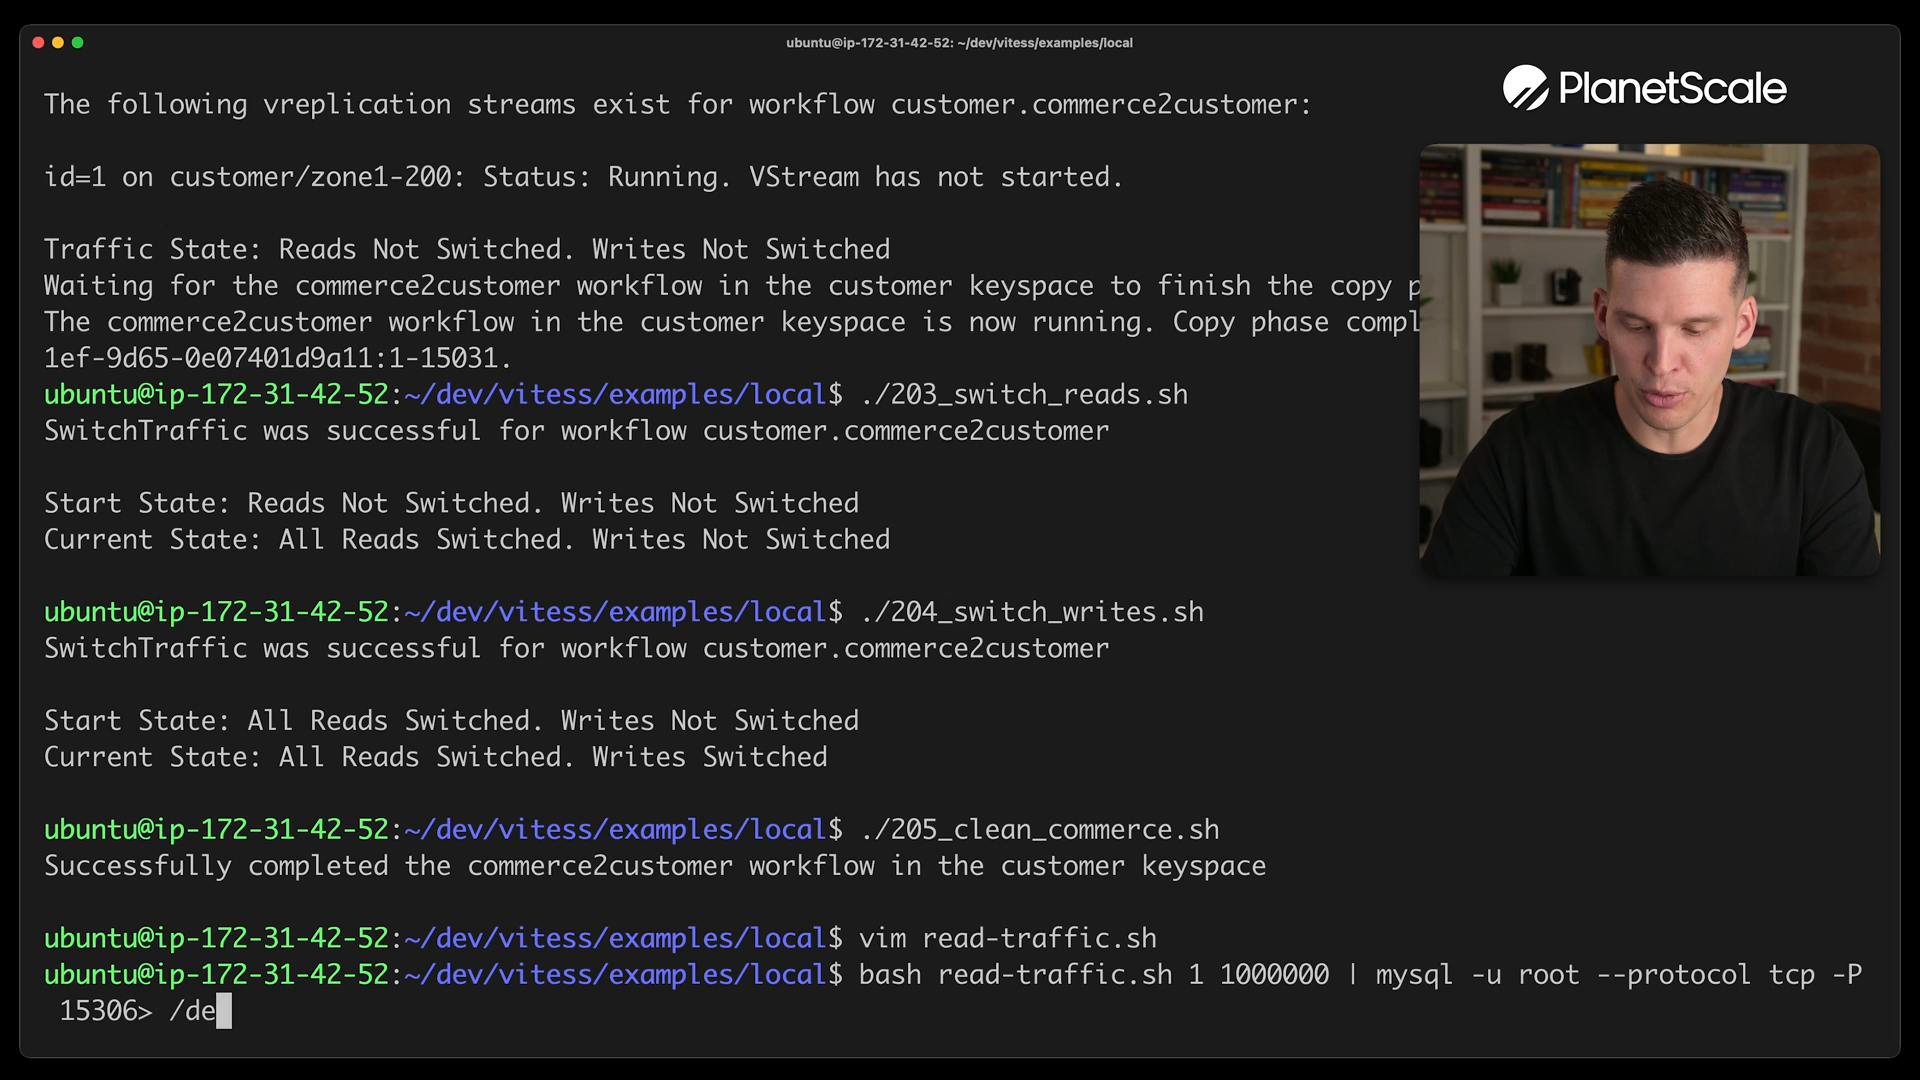 ubuntu@ip-172-31-42-52: ~/dev/vitess/examples/local
PlanetScale
The following vreplication streams exist for workflow customer.commerce2customer:
id=1 on customer/zone1-200: Status: Running. VStream has not started.
Traffic State: Reads Not Switched. Writes Not Switched
Waiting for the commerce2customer workflow in the customer keyspace to finish the copy p
The commerce2customer workflow in the customer keyspace is now running. Copy phase compl
1ef-9d65-0e07401d9a11:1-15031.
ubuntu@ip-172-31-42-52:~/dev/vitess/examples/local$ ./203_switch_reads.sh
SwitchTraffic was successful for workflow customer.commerce2customer
Start State: Reads Not Switched. Writes Not Switched
Current State: All Reads Switched. Writes Not Switched
ubuntu@ip-172-31-42-52:~/dev/vitess/examples/local$ ./204_switch_writes.sh
SwitchTraffic was successful for workflow customer.commerce2customer
Start State: All Reads Switched. Writes Not Switched
Current State: All Reads Switched. Writes Switched
ubuntu@ip-172-31-42-52:~/dev/vitess/examples/local$ ./205_clean_commerce.sh
Successfully completed the commerce2customer workflow in the customer keyspace
ubuntu@ip-172-31-42-52:~/dev/vitess/examples/local$ vim read-traffic.sh
ubuntu@ip-172-31-42-52:~/dev/vitess/examples/local$ bash read-traffic.sh 1 1000000 | mysql -u root --protocol tcp -P
15306> /de